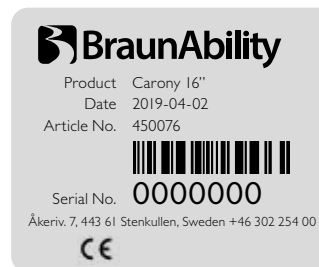 BraunAbility
Product Carony 16”
Date 2019-04-02
Article No. 450076
Serial No. 0000000
Åkeriv. 7, 443 61 Stenkullen, Sweden +46 302 254 00
CE